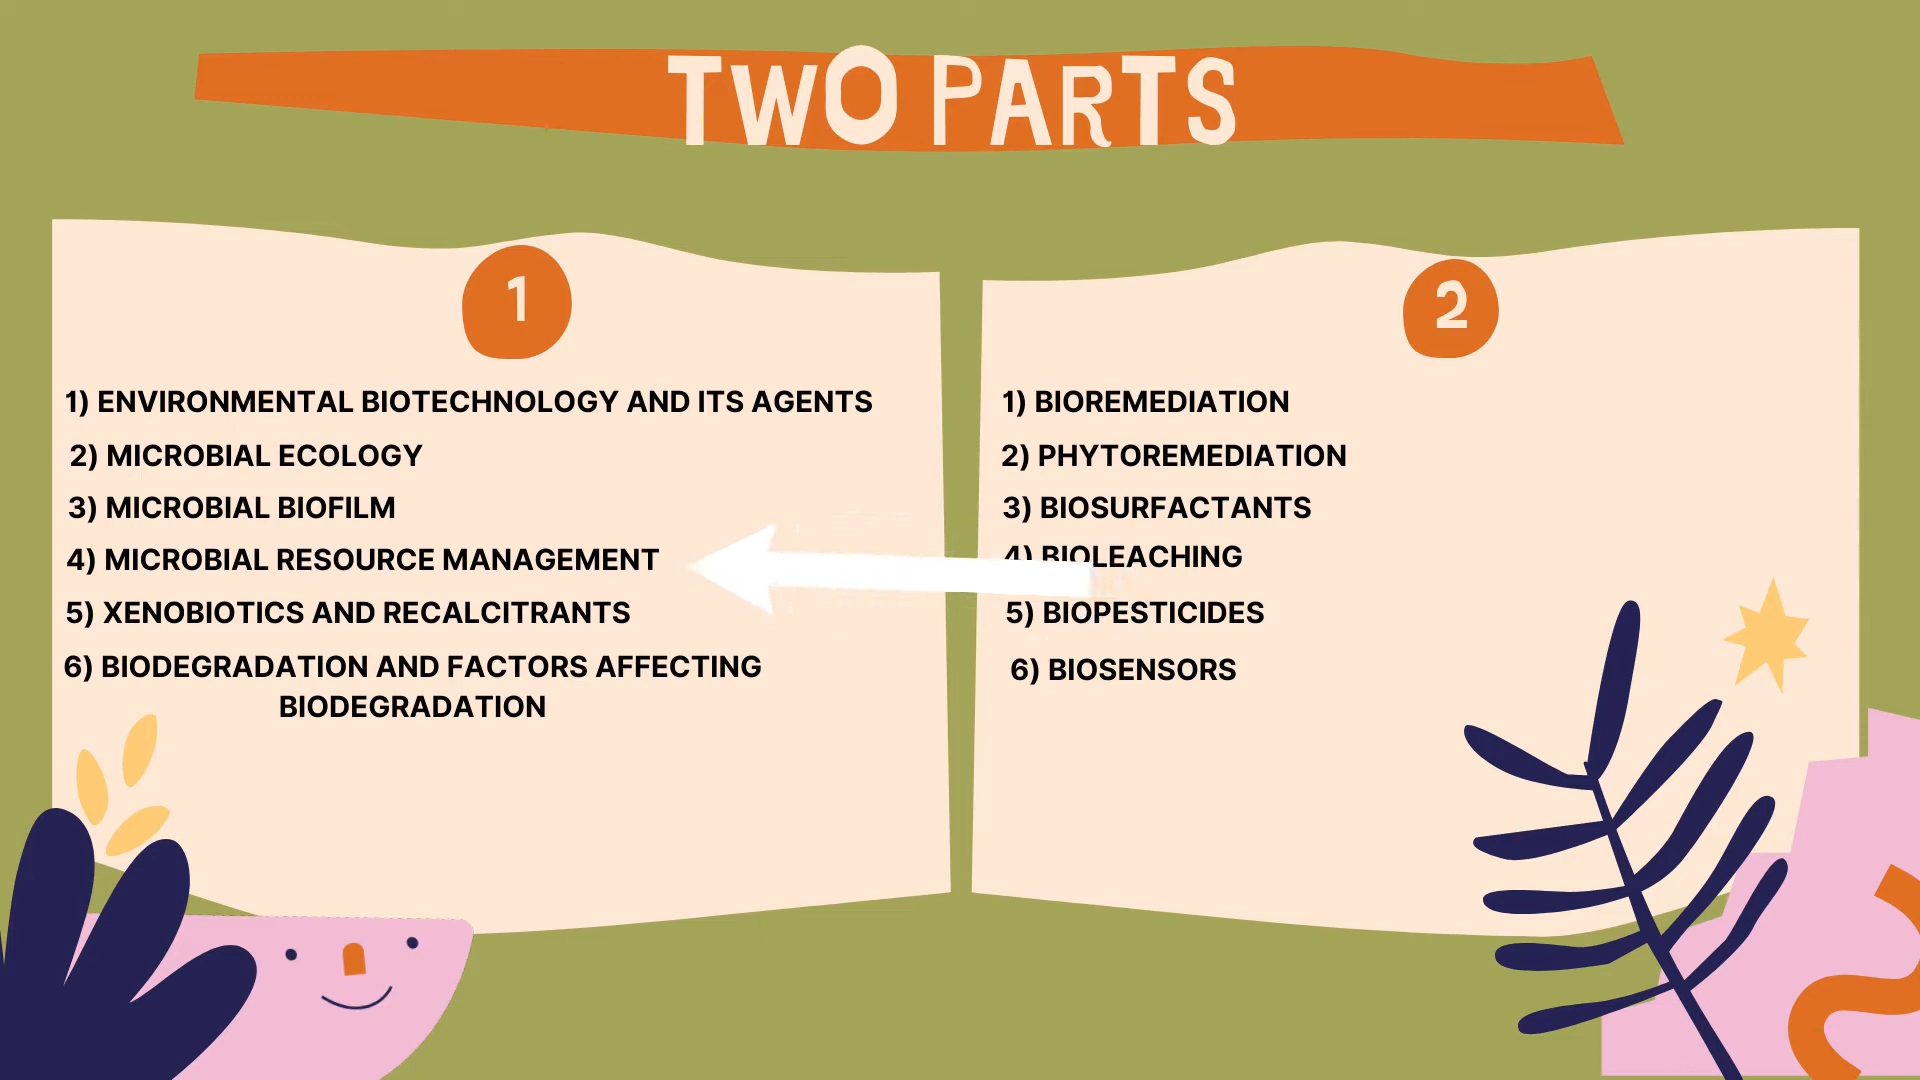 TWO PARTS
1
1) ENVIRONMENTAL BIOTECHNOLOGY AND ITS AGENTS
2) MICROBIAL ECOLOGY
3) MICROBIAL BIOFILM
4) MICROBIAL RESOURCE MANAGEMENT
5) XENOBIOTICS AND RECALCITRANTS
6) BIODEGRADATION AND FACTORS AFFECTING
BIODEGRADATION
2
1) BIOREMEDIATION
2) PHYTOREMEDIATION
3) BIOSURFACTANTS
4) BIOLEACHING
5) BIOPESTICIDES
6) BIOSENSORS